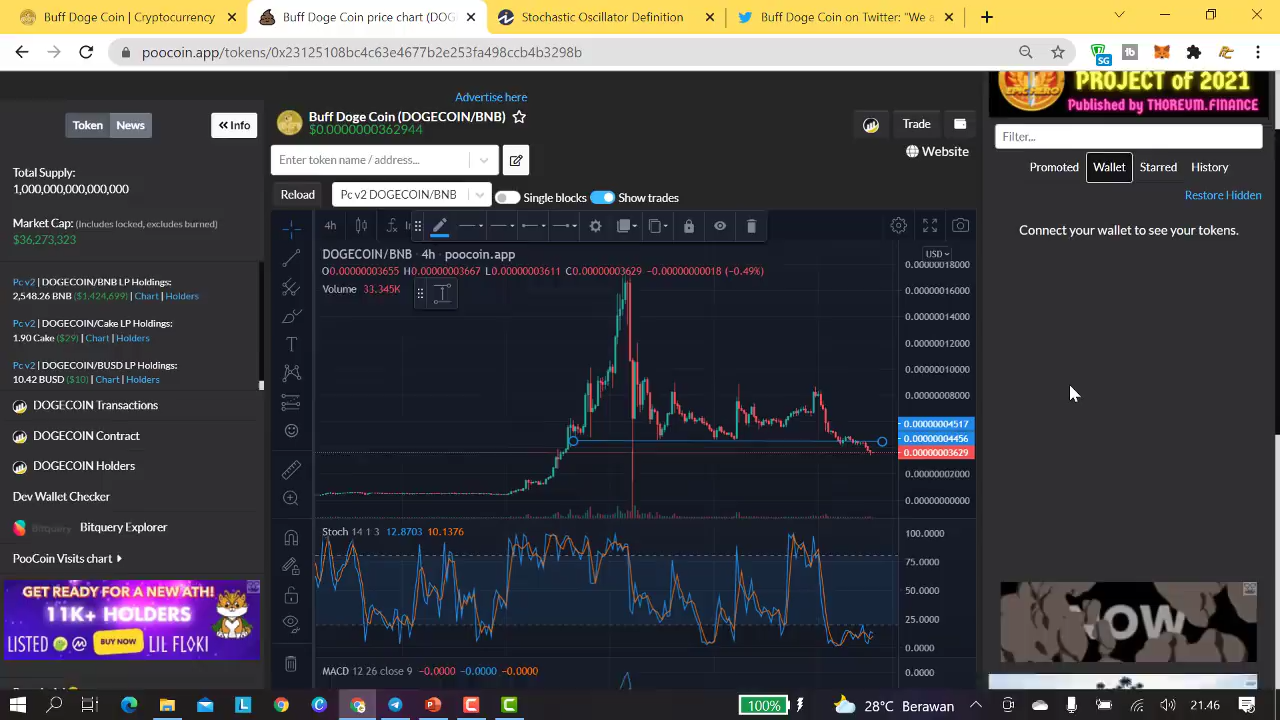 Buff Doge Coin | Cryptocurrency
Buff Doge Coin (DOGECOIN/BNB)
Stochastic Oscillator Definition
Buff Doge Coin on Twitter: "We a
poocoin.app/tokens/0x23125108bc4c63e4677b2e253fa498ccb4b3298b
SG
Advertise here
Token
News
Info
Buff Doge Coin (DOGECOIN/BNB)
$0.0000000362944
Trade
Website
Enter token name / address...
Total Supply:
1,000,000,000,000,000
Market Cap: (Includes locked, excludes burned)
$36,273,323
Reload
Pc v2 DOGECOIN/BNB
Single blocks
Show trades
Pc v2 | DOGECOIN/BNB LP Holdings:
2,548.26 BNB ($1,424,699) | Chart | Holders
Pc v2 | DOGECOIN/Cake LP Holdings:
1.90 Cake ($29) | Chart | Holders
Pc v2 | DOGECOIN/BUSD LP Holdings:
10.42 BUSD ($10) | Chart | Holders
DOGECOIN Transactions
DOGECOIN Contract
DOGECOIN Holders
Dev Wallet Checker
Bitquery
Bitquery Explorer
PooCoin Visits chart
GET READY FOR A NEW ATH!
11K+ HOLDERS
LISTED
BUY NOW
LIL FLOKI
4h
DOGECOIN/BNB · 4h · poocoin.app
O0.00000003655 H0.00000003667 L0.00000003611 C0.00000003629 −0.00000000018 (−0.49%)
Volume 33.345K
USD
0.00000018000
0.00000016000
0.00000014000
0.00000012000
0.00000010000
0.00000008000
0.00000004517
0.00000004456
0.00000003629
0.00000002000
0.00000000000
Stoch 14 1 3 12.8703 10.1376
100.0000
75.0000
50.0000
25.0000
0.0000
MACD 12 26 close 9 −0.0000 −0.0000 −0.0000
0.0000
EPICHERO
PROJECT of 2021
Published by THOREUM.FINANCE
Filter...
Promoted
Wallet
Starred
History
Restore Hidden
Connect your wallet to see your tokens.
100%
28°C Berawan
21.46